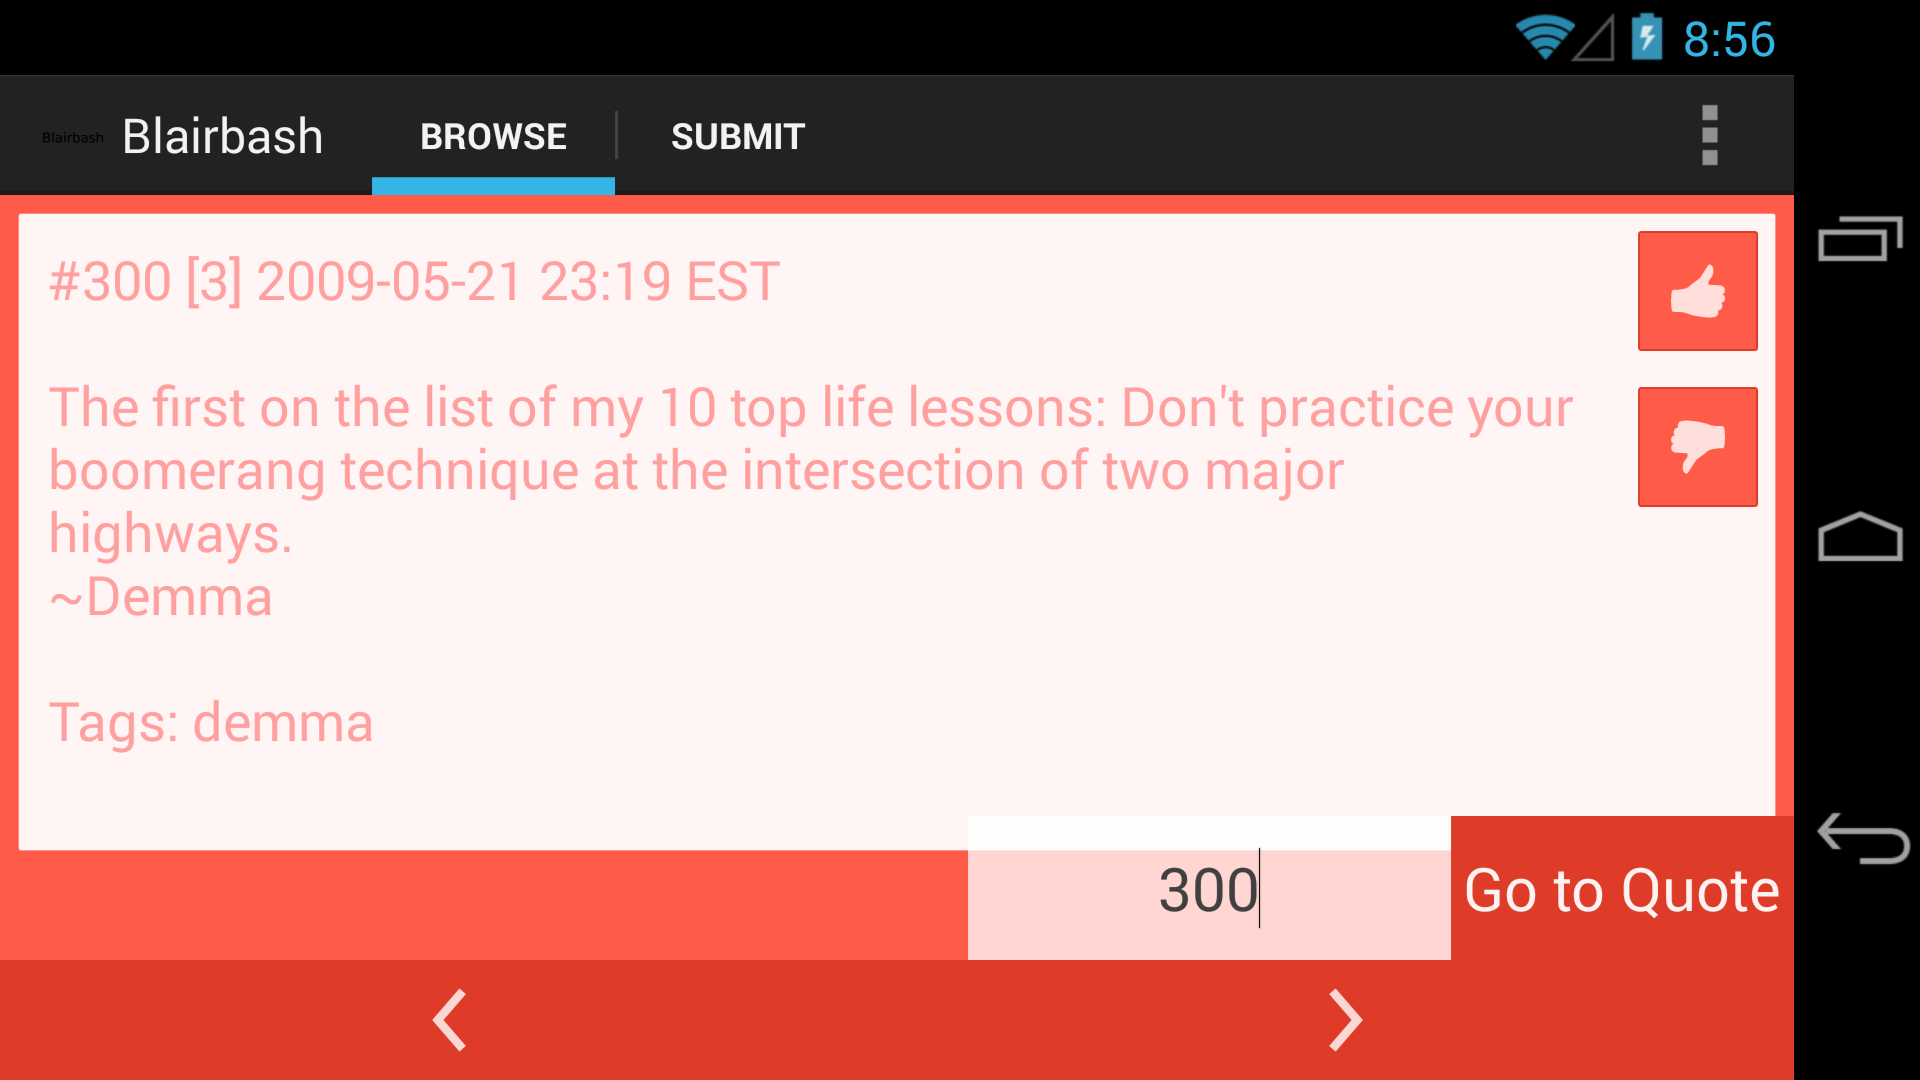 8:56
Blairbash Blairbash BROWSE SUBMIT
#300 [3] 2009-05-21 23:19 EST
The first on the list of my 10 top life lessons: Don't practice your
boomerang technique at the intersection of two major
highways.
~Demma
Tags: demma
300 Go to Quote